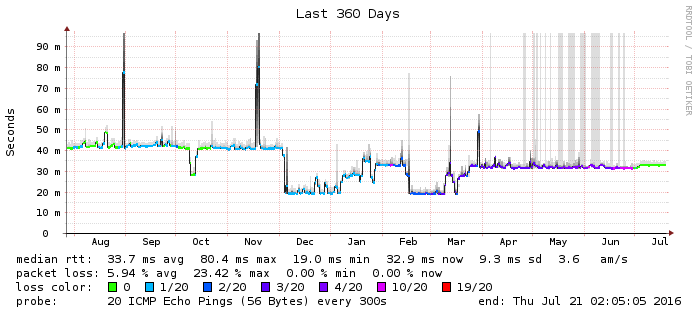 Last 360 Days
RRDTOOL / TOBI OETIKER
Seconds
90 m
80 m
70 m
60 m
50 m
40 m
30 m
20 m
10 m
0
Aug Sep Oct Nov Dec Jan Feb Mar Apr May Jun Jul
median rtt: 33.7 ms avg 80.4 ms max 19.0 ms min 32.9 ms now 9.3 ms sd 3.6 am/s
packet loss: 5.94 % avg 23.42 % max 0.00 % min 0.00 % now
loss color: 0 1/20 2/20 3/20 4/20 10/20 19/20
probe: 20 ICMP Echo Pings (56 Bytes) every 300s end: Thu Jul 21 02:05:05 2016